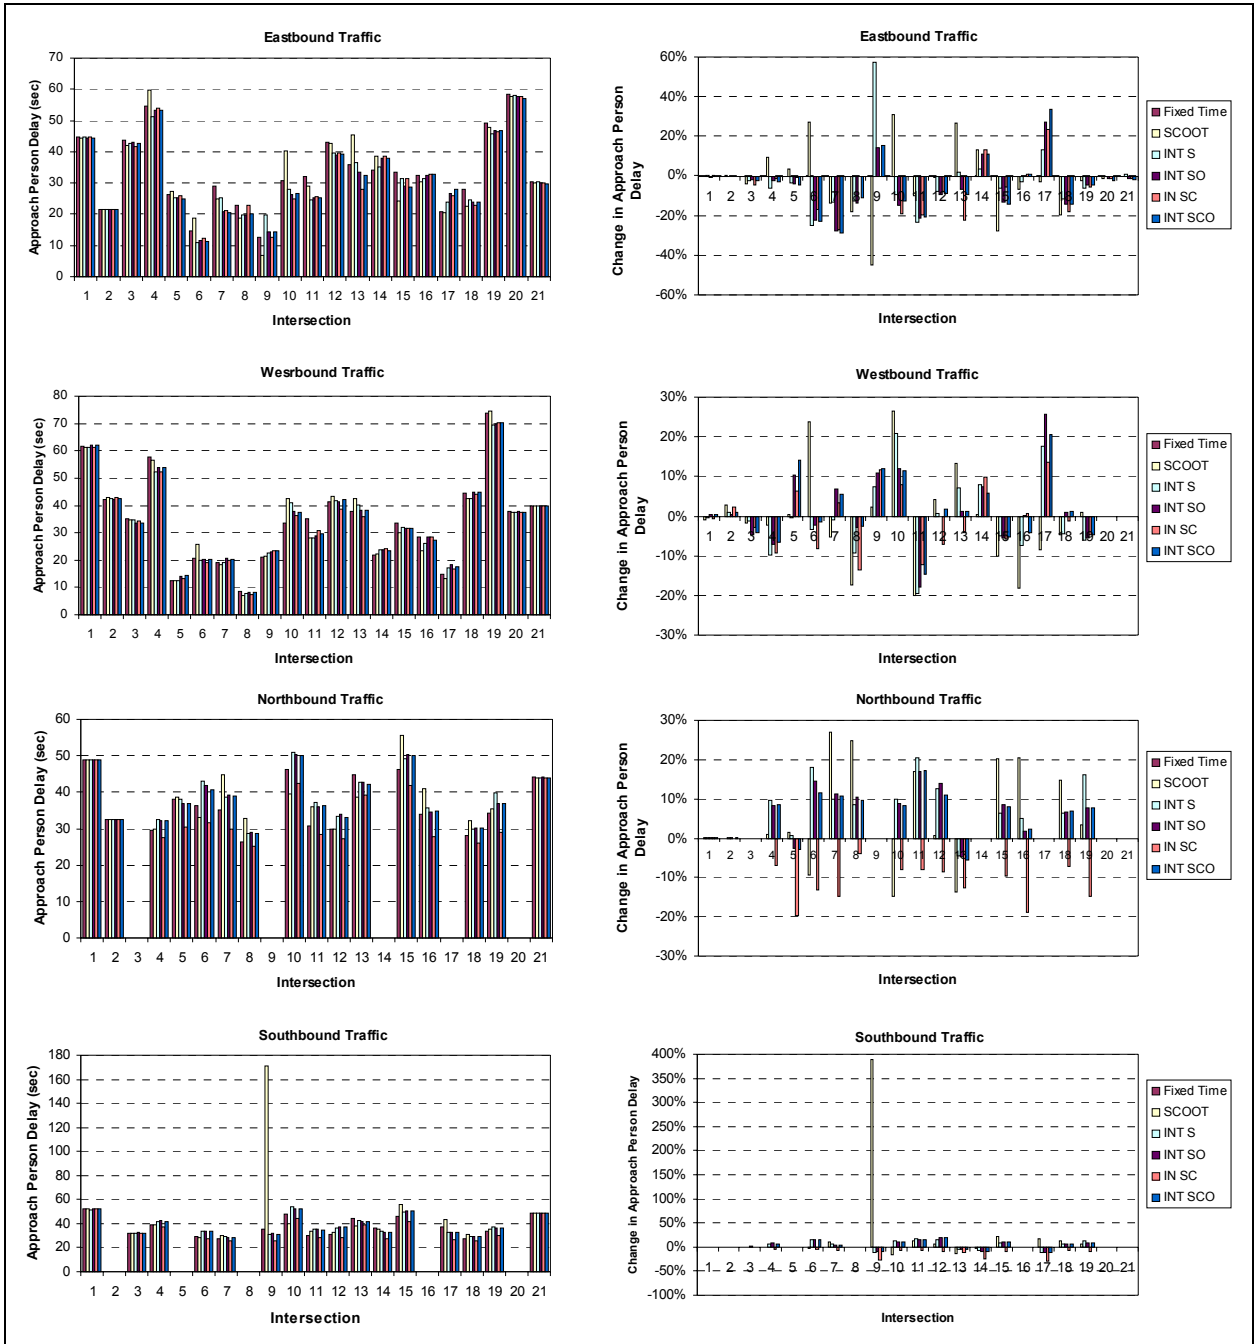 Eastbound Traffic
Approach Person Delay (sec)
70
60
50
40
30
20
10
0
1 2 3 4 5 6 7 8 9 10 11 12 13 14 15 16 17 18 19 20 21
Intersection
Eastbound Traffic
Change in Approach Person
Delay
60%
40%
20%
0%
-20%
-40%
-60%
1 2 3 4 5 6 7 8 9 10 11 12 13 14 15 16 17 18 19 20 21
Intersection
Fixed Time
SCOOT
INT S
INT SO
IN SC
INT SCO
Wesrbound Traffic
Approach Person Delay (sec)
80
70
60
50
40
30
20
10
0
1 2 3 4 5 6 7 8 9 10 11 12 13 14 15 16 17 18 19 20 21
Intersection
Westbound Traffic
Change in Approach Person
Delay
30%
20%
10%
0%
-10%
-20%
-30%
1 2 3 4 5 6 7 8 9 10 11 12 13 14 15 16 17 18 19 20 21
Intersection
Fixed Time
SCOOT
INT S
INT SO
IN SC
INT SCO
Northbound Traffic
Approach Person Delay (sec)
60
50
40
30
20
10
0
1 2 3 4 5 6 7 8 9 10 11 12 13 14 15 16 17 18 19 20 21
Intersection
Northbound Traffic
Change in Approach Person
Delay
30%
20%
10%
0%
-10%
-20%
-30%
1 2 3 4 5 6 7 8 9 10 11 12 13 14 15 16 17 18 19 20 21
Intersection
Fixed Time
SCOOT
INT S
INT SO
IN SC
INT SCO
Southbound Traffic
Approach Person Delay (sec)
180
160
140
120
100
80
60
40
20
0
1 2 3 4 5 6 7 8 9 10 11 12 13 14 15 16 17 18 19 20 21
Intersection
Southbound Traffic
Change in Approach Person Delay
400%
350%
300%
250%
200%
150%
100%
50%
0%
-50%
-100%
1 2 3 4 5 6 7 8 9 10 11 12 13 14 15 16 17 18 19 20 21
Intersection
Fixed Time
SCOOT
INT S
INT SO
IN SC
INT SCO